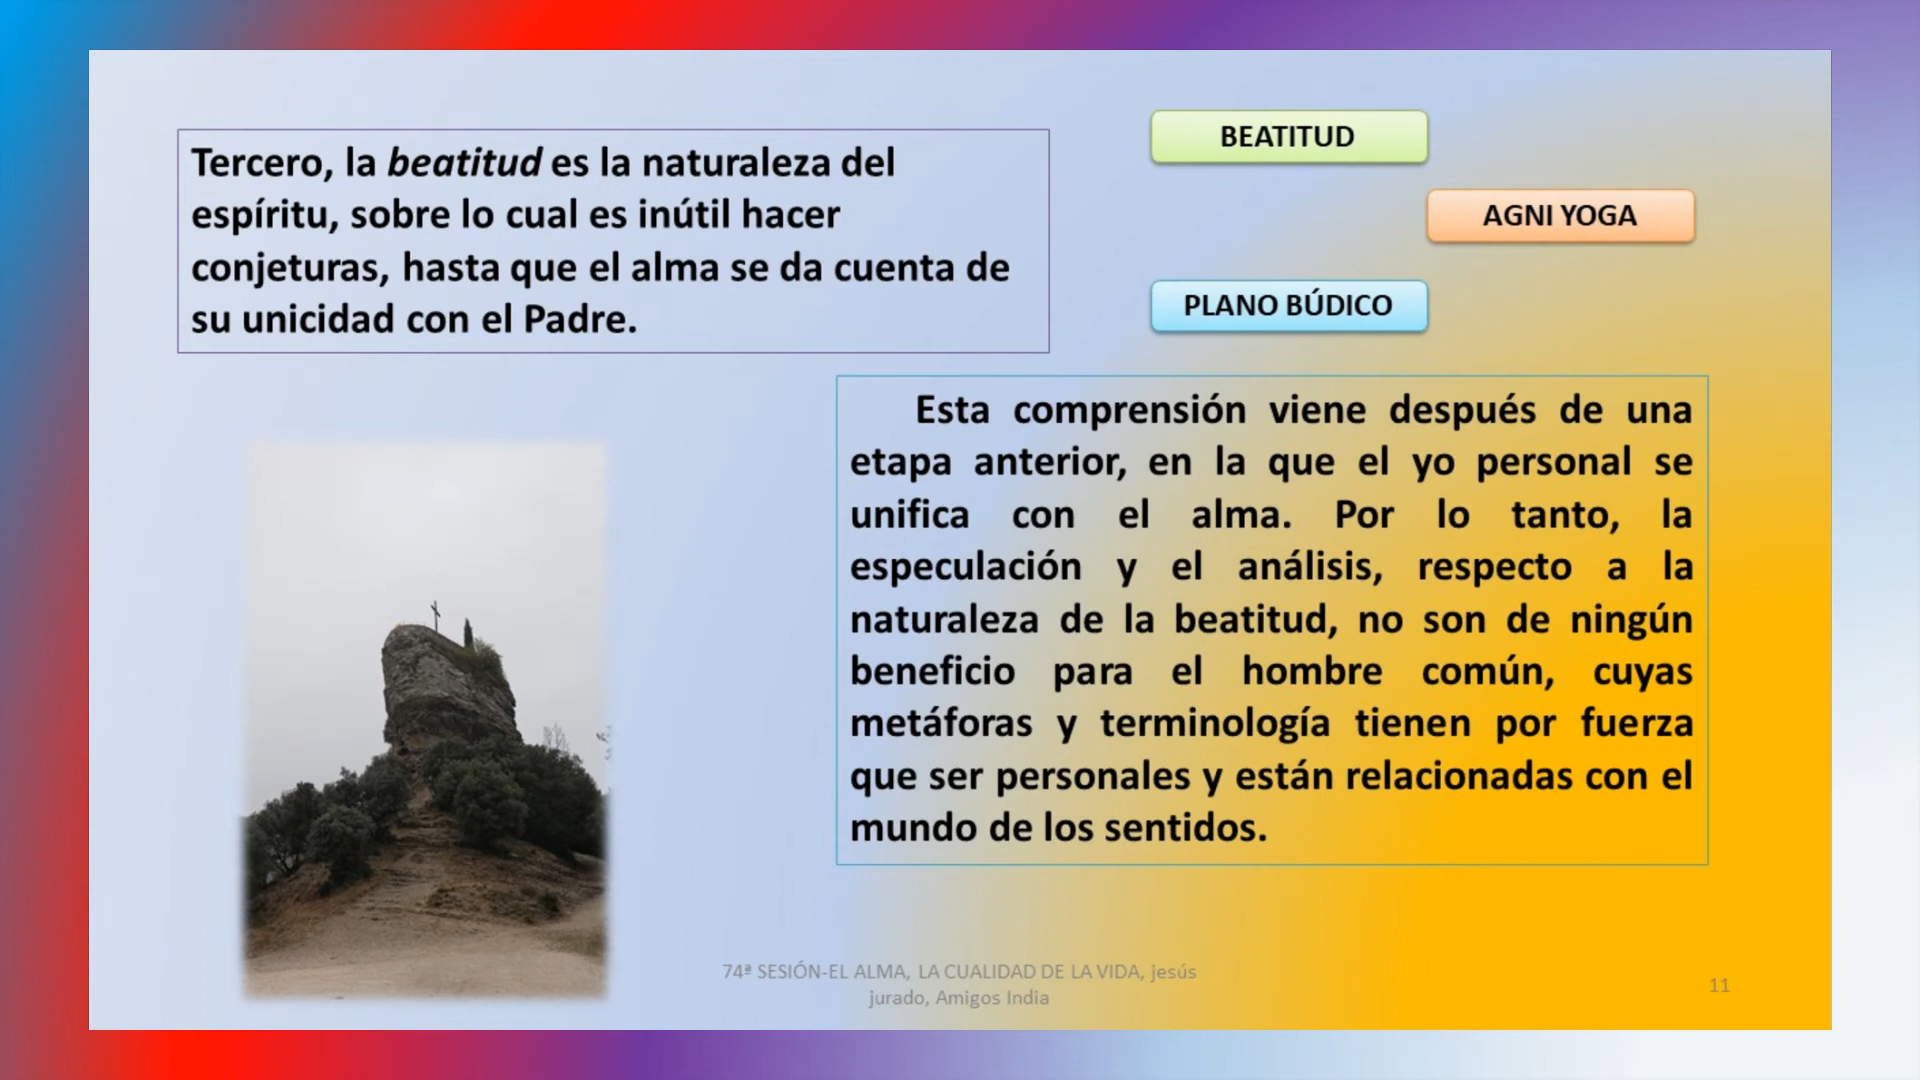 Tercero, la beatitud es la naturaleza del
espíritu, sobre lo cual es inútil hacer
conjeturas, hasta que el alma se da cuenta de
su unicidad con el Padre.
BEATITUD
AGNI YOGA
PLANO BÚDICO
Esta comprensión viene después de una
etapa anterior, en la que el yo personal se
unifica con el alma. Por lo tanto, la
especulación y el análisis, respecto a la
naturaleza de la beatitud, no son de ningún
beneficio para el hombre común, cuyas
metáforas y terminología tienen por fuerza
que ser personales y están relacionadas con el
mundo de los sentidos.
74ª SESIÓN-EL ALMA, LA CUALIDAD DE LA VIDA, jesús
jurado, Amigos India
11